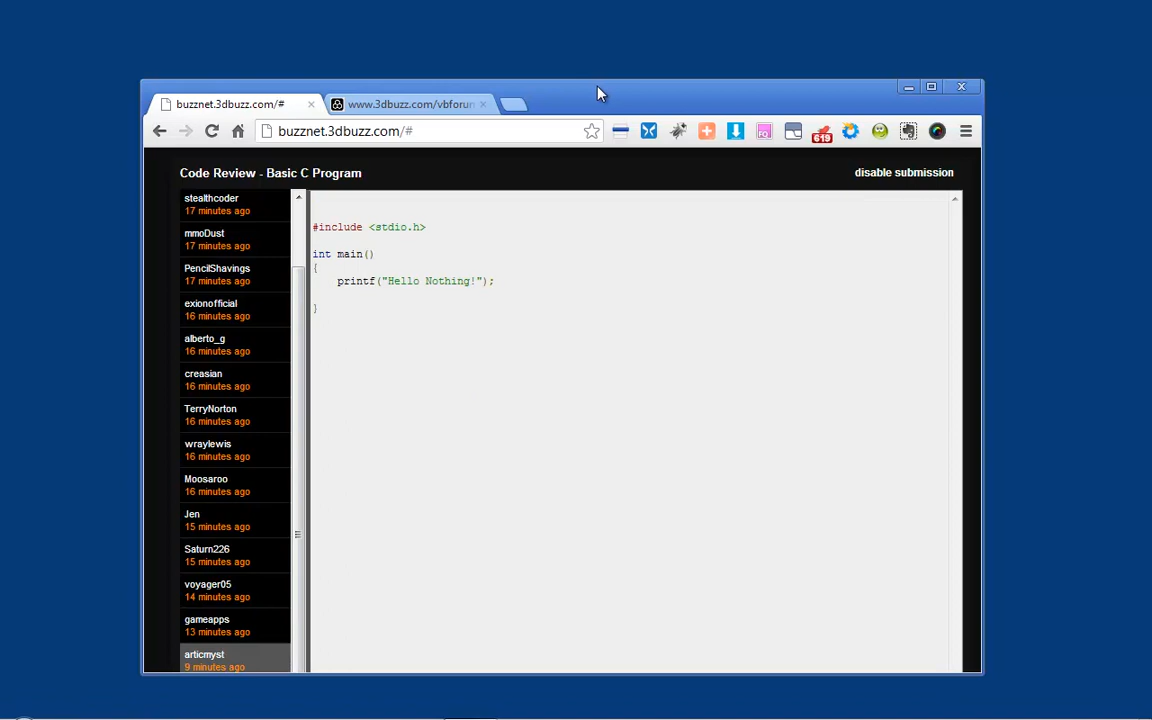 buzznet.3dbuzz.com/#
www.3dbuzz.com/vbforun
buzznet.3dbuzz.com/#
FQ
619
Code Review - Basic C Program
disable submission
stealthcoder
17 minutes ago
mmoDust
17 minutes ago
PencilShavings
17 minutes ago
exionofficial
16 minutes ago
alberto_g
16 minutes ago
creasian
16 minutes ago
TerryNorton
16 minutes ago
wraylewis
16 minutes ago
Moosaroo
16 minutes ago
Jen
15 minutes ago
Saturn226
15 minutes ago
voyager05
14 minutes ago
gameapps
13 minutes ago
articmyst
9 minutes ago
#include <stdio.h>
int main()
{
printf("Hello Nothing!");
}